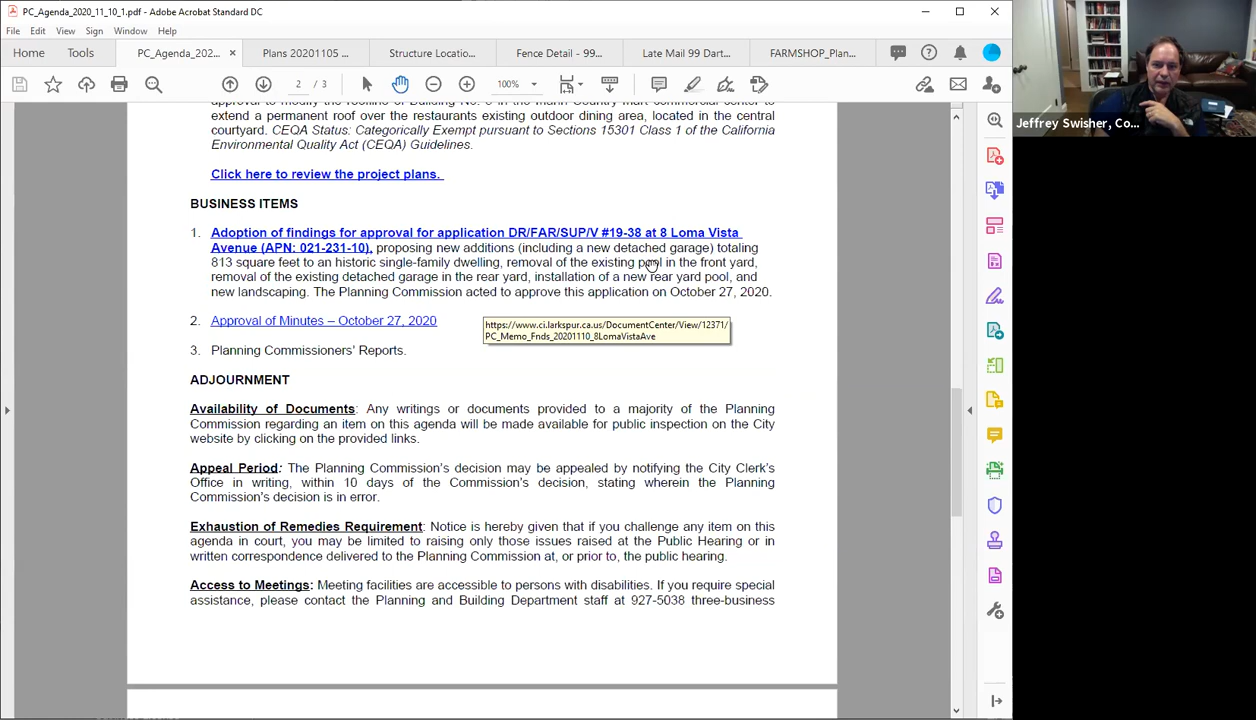 PC_Agenda_2020_11_10_1.pdf - Adobe Acrobat Standard DC
File Edit View Sign Window Help
Home Tools PC_Agenda_202... × Plans 20201105 ... Structure Locatio... Fence Detail - 99... Late Mail 99 Dart... FARMSHOP_Plan...
2 / 3 100%
extend a permanent roof over the restaurants existing outdoor dining area, located in the central
courtyard. CEQA Status: Categorically Exempt pursuant to Sections 15301 Class 1 of the California
Environmental Quality Act (CEQA) Guidelines.
Click here to review the project plans.
BUSINESS ITEMS
1. Adoption of findings for approval for application DR/FAR/SUP/V #19-38 at 8 Loma Vista
Avenue (APN: 021-231-10), proposing new additions (including a new detached garage) totaling
813 square feet to an historic single-family dwelling, removal of the existing pool in the front yard,
removal of the existing detached garage in the rear yard, installation of a new rear yard pool, and
new landscaping. The Planning Commission acted to approve this application on October 27, 2020.
2. Approval of Minutes – October 27, 2020
https://www.ci.larkspur.ca.us/DocumentCenter/View/12371/
PC_Memo_Fnds_20201110_8LomaVistaAve
3. Planning Commissioners' Reports.
ADJOURNMENT
Availability of Documents: Any writings or documents provided to a majority of the Planning
Commission regarding an item on this agenda will be made available for public inspection on the City
website by clicking on the provided links.
Appeal Period: The Planning Commission's decision may be appealed by notifying the City Clerk's
Office in writing, within 10 days of the Commission's decision, stating wherein the Planning
Commission's decision is in error.
Exhaustion of Remedies Requirement: Notice is hereby given that if you challenge any item on this
agenda in court, you may be limited to raising only those issues raised at the Public Hearing or in
written correspondence delivered to the Planning Commission at, or prior to, the public hearing.
Access to Meetings: Meeting facilities are accessible to persons with disabilities. If you require special
assistance, please contact the Planning and Building Department staff at 927-5038 three-business
Jeffrey Swisher, Co...